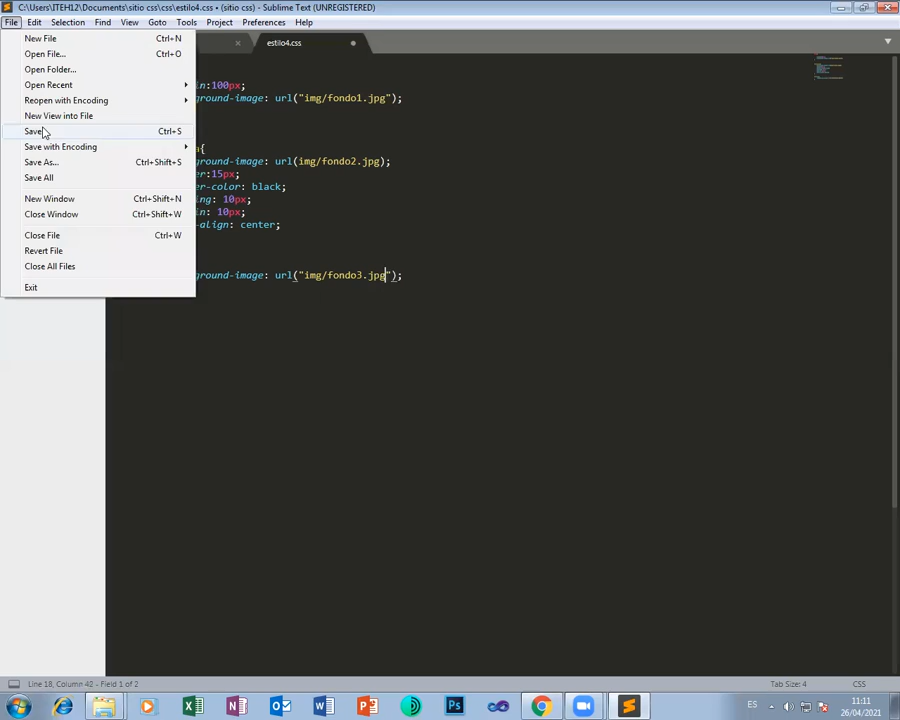 C:\Users\ITEH12\Documents\sitio css\css\estilo4.css • (sitio css) - Sublime Text (UNREGISTERED)
File Edit Selection Find View Goto Tools Project Preferences Help
New File Ctrl+N
Open File... Ctrl+O
Open Folder...
Open Recent
Reopen with Encoding
New View into File
Save Ctrl+S
Save with Encoding
Save As... Ctrl+Shift+S
Save All
New Window Ctrl+Shift+N
Close Window Ctrl+Shift+W
Close File Ctrl+W
Revert File
Close All Files
Exit
estilo4.css
in:100px;
ground-image: url("img/fondo1.jpg");
a{
ground-image: url(img/fondo2.jpg);
er:15px;
er-color: black;
ing: 10px;
in: 10px;
-align: center;
ground-image: url("img/fondo3.jpg");
Line 18, Column 42 - Field 1 of 2
Tab Size: 4
CSS
ES
11:11
26/04/2021